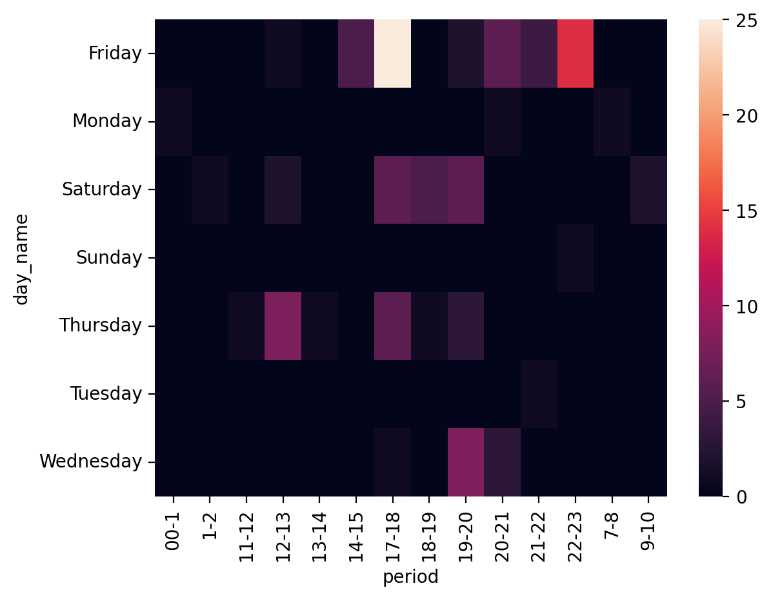 Friday
Monday
Saturday
Sunday
Thursday
Tuesday
Wednesday
day_name
00-1
1-2
11-12
12-13
13-14
14-15
17-18
18-19
19-20
20-21
21-22
22-23
7-8
9-10
period
25
20
15
10
5
0